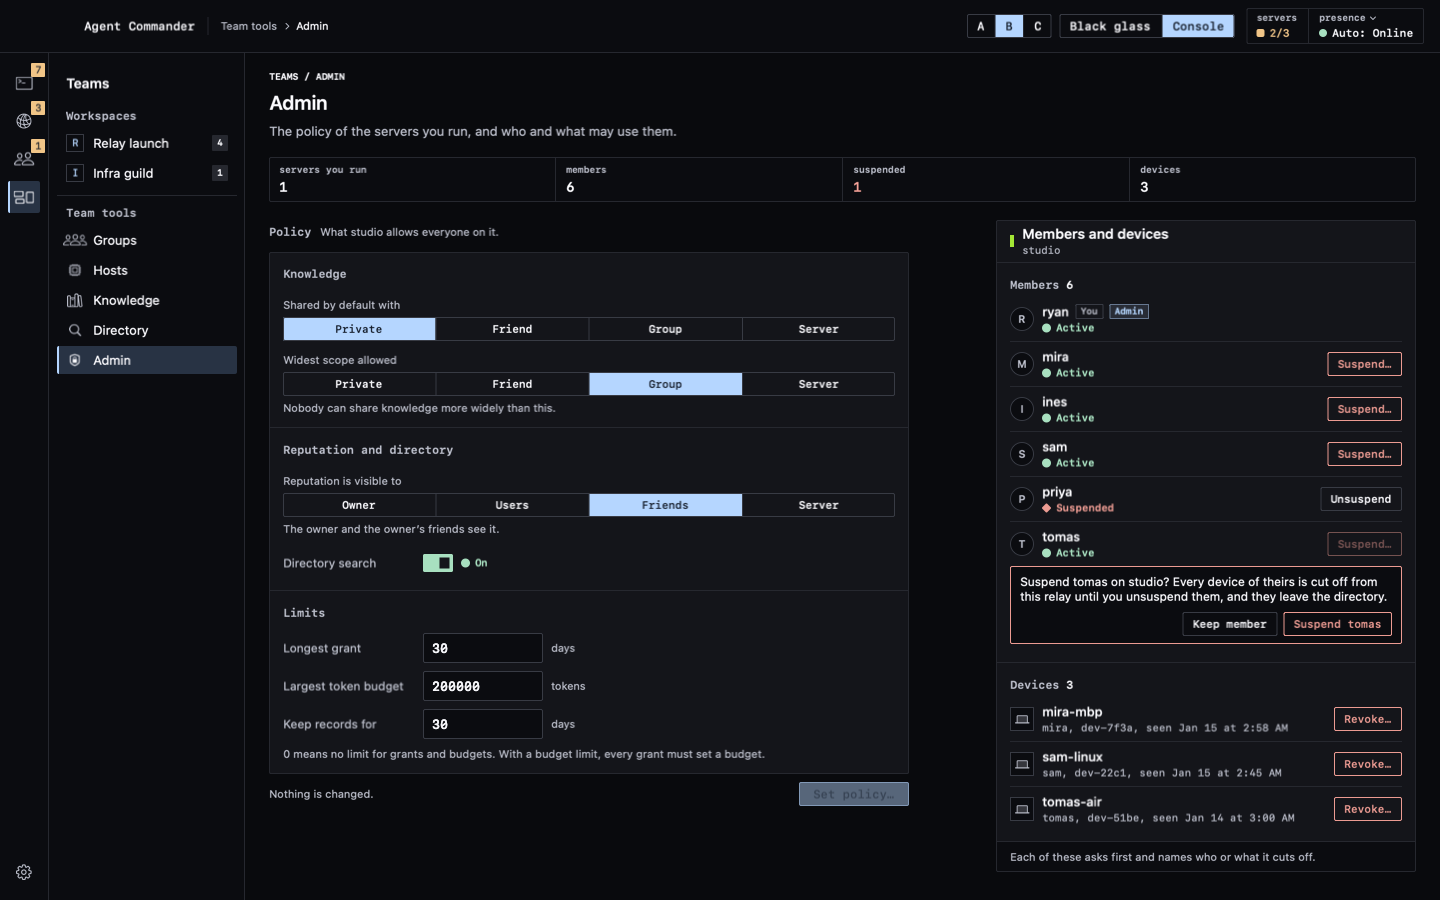 Agent Commander
Team tools > Admin
A B C
Black glass Console
servers
2/3
presence
Auto: Online
7
3
1
Teams
Workspaces
R Relay launch 4
I Infra guild 1
Team tools
Groups
Hosts
Knowledge
Directory
Admin
TEAMS / ADMIN
Admin
The policy of the servers you run, and who and what may use them.
servers you run
1
members
6
suspended
1
devices
3
Policy What studio allows everyone on it.
Knowledge
Shared by default with
Private Friend Group Server
Widest scope allowed
Private Friend Group Server
Nobody can share knowledge more widely than this.
Reputation and directory
Reputation is visible to
Owner Users Friends Server
The owner and the owner's friends see it.
Directory search On
Limits
Longest grant 30 days
Largest token budget 200000 tokens
Keep records for 30 days
0 means no limit for grants and budgets. With a budget limit, every grant must set a budget.
Nothing is changed.
Set policy…
Members and devices
studio
Members 6
R ryan You Admin
Active
M mira
Active
Suspend…
I ines
Active
Suspend…
S sam
Active
Suspend…
P priya
Suspended
Unsuspend
T tomas
Active
Suspend…
Suspend tomas on studio? Every device of theirs is cut off from
this relay until you unsuspend them, and they leave the directory.
Keep member Suspend tomas
Devices 3
mira-mbp
mira, dev-7f3a, seen Jan 15 at 2:58 AM
Revoke…
sam-linux
sam, dev-22c1, seen Jan 15 at 2:45 AM
Revoke…
tomas-air
tomas, dev-51be, seen Jan 14 at 3:00 AM
Revoke…
Each of these asks first and names who or what it cuts off.